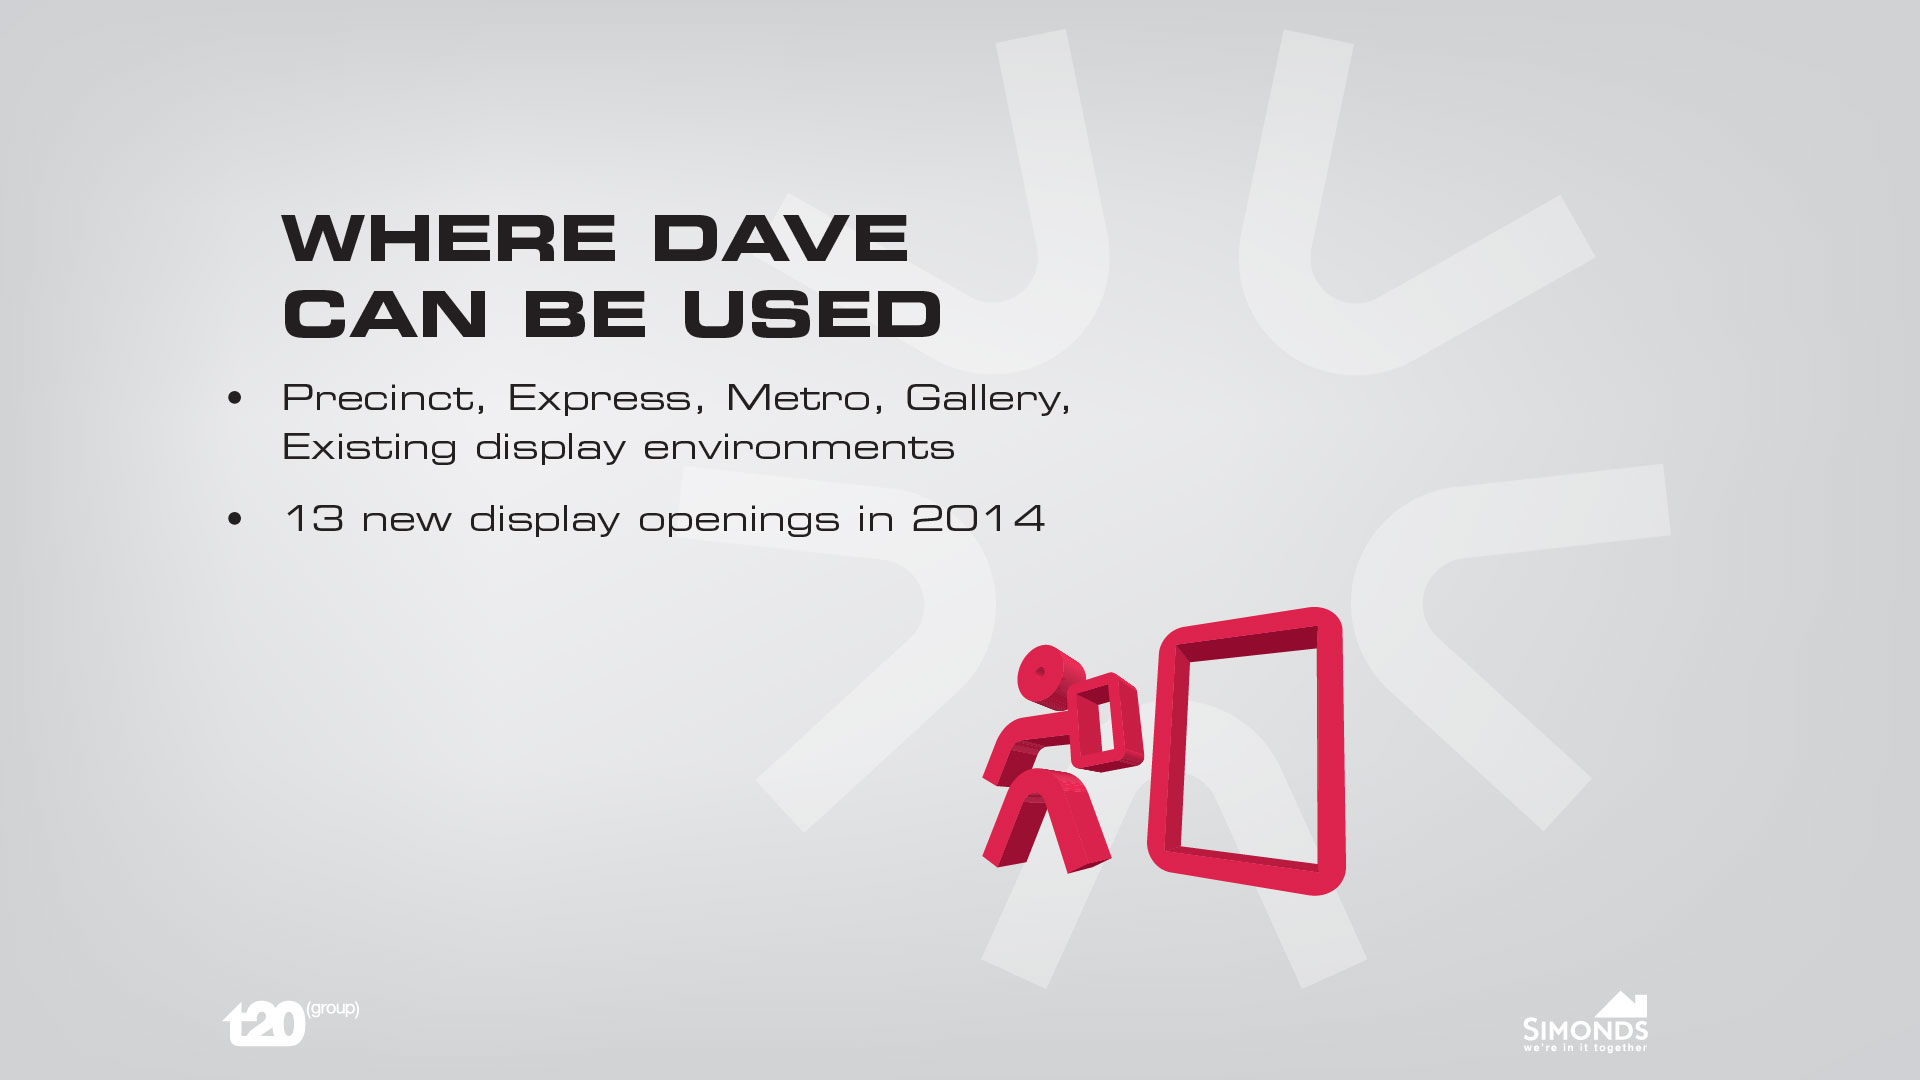 WHERE DAVE
CAN BE USED
• Precinct, Express, Metro, Gallery,
Existing display environments
• 13 new display openings in 2014
t20 (group)
SIMONDS
we're in it together